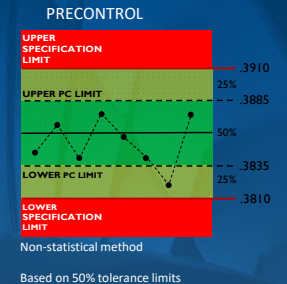 PRECONTROL
UPPER
SPECIFICATION
LIMIT
.3910
25%
UPPER PC LIMIT
.3885
50%
.3835
LOWER PC LIMIT
25%
.3810
LOWER
SPECIFICATION
LIMIT
Non-statistical method
Based on 50% tolerance limits